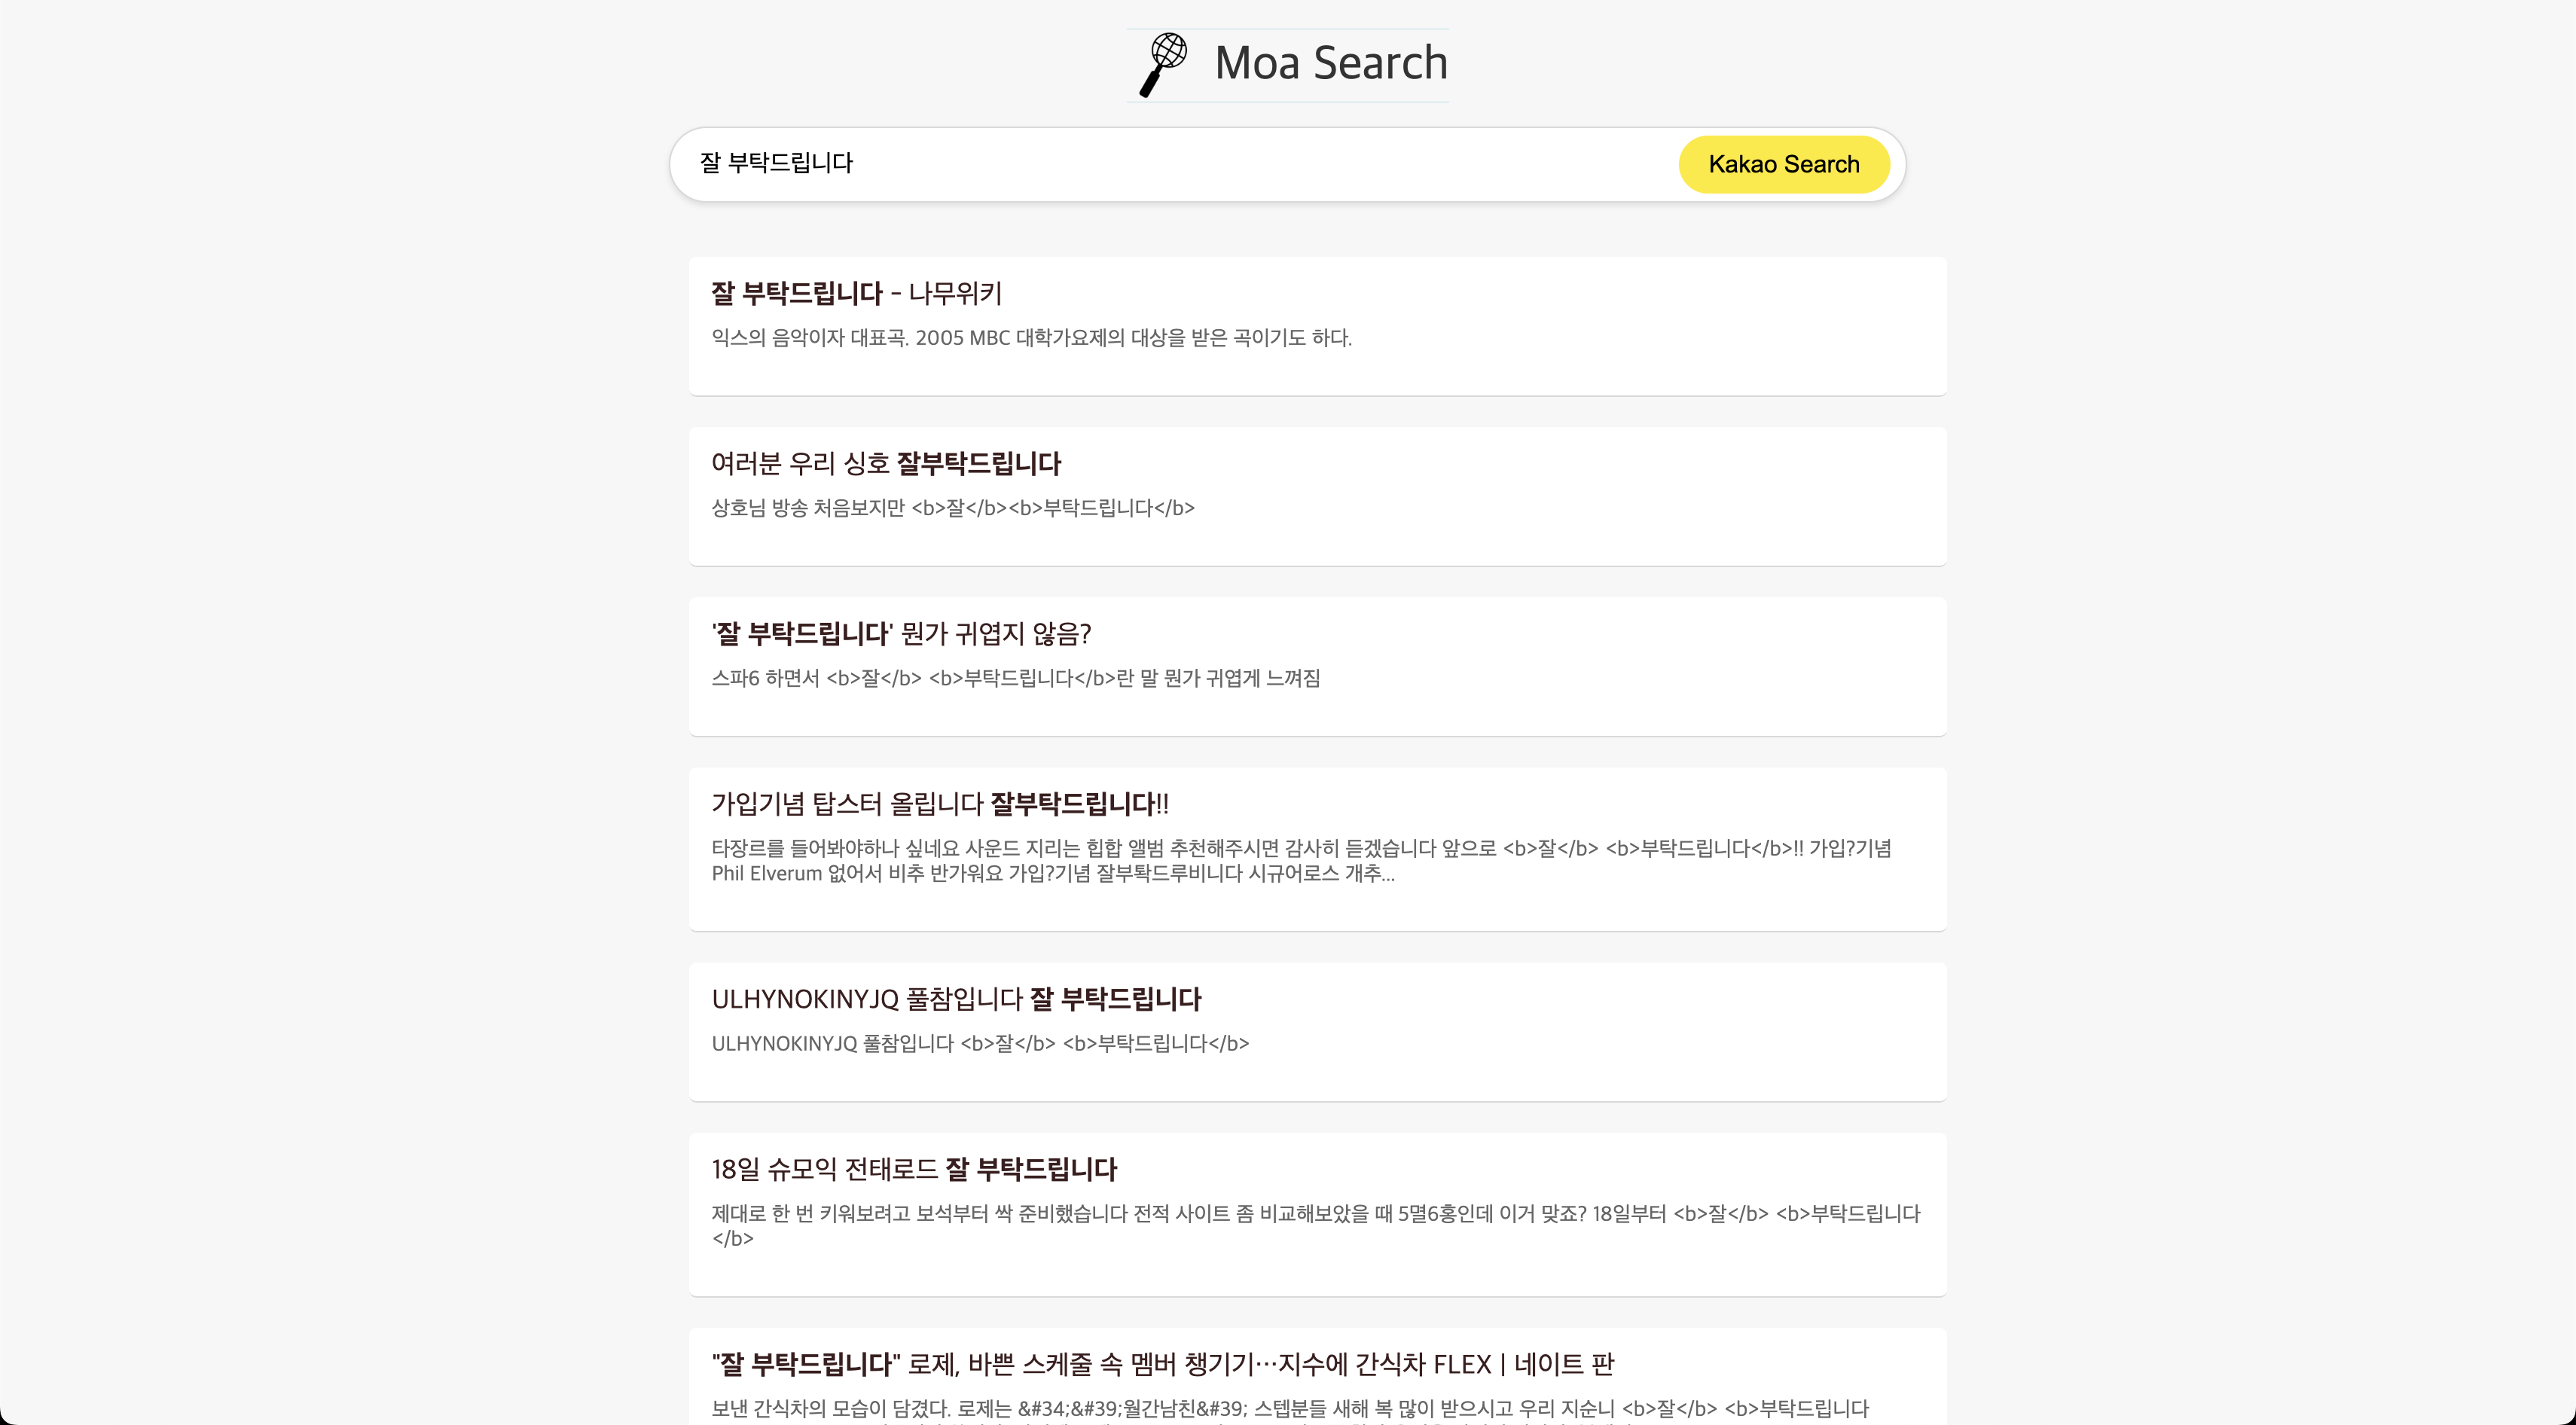 Moa Search
잘 부탁드립니다
Kakao Search
잘 부탁드립니다 - 나무위키
익스의 음악이자 대표곡. 2005 MBC 대학가요제의 대상을 받은 곡이기도 하다.
여러분 우리 싱호 잘부탁드립니다
상호님 방송 처음보지만 <b>잘</b><b>부탁드립니다</b>
'잘 부탁드립니다' 뭔가 귀엽지 않음?
스파6 하면서 <b>잘</b> <b>부탁드립니다</b>란 말 뭔가 귀엽게 느껴짐
가입기념 탑스터 올립니다 잘부탁드립니다!!
타장르를 들어봐야하나 싶네요 사운드 지리는 힙합 앨범 추천해주시면 감사히 듣겠습니다 앞으로 <b>잘</b> <b>부탁드립니다</b>!! 가입?기념
Phil Elverum 없어서 비추 반가워요 가입?기념 잘부톽드루비니다 시규어로스 개추...
ULHYNOKINYJQ 풀참입니다 잘 부탁드립니다
ULHYNOKINYJQ 풀참입니다 <b>잘</b> <b>부탁드립니다</b>
18일 슈모익 전태로드 잘 부탁드립니다
제대로 한 번 키워보려고 보석부터 싹 준비했습니다 전적 사이트 좀 비교해보았을 때 5멸6홍인데 이거 맞죠? 18일부터 <b>잘</b> <b>부탁드립니다
</b>
"잘 부탁드립니다" 로제, 바쁜 스케줄 속 멤버 챙기기…지수에 간식차 FLEX | 네이트 판
보낸 간식차의 모습이 담겼다. 로제는 &#34;&#39;월간남친&#39; 스텝분들 새해 복 많이 받으시고 우리 지순니 <b>잘</b> <b>부탁드립니다